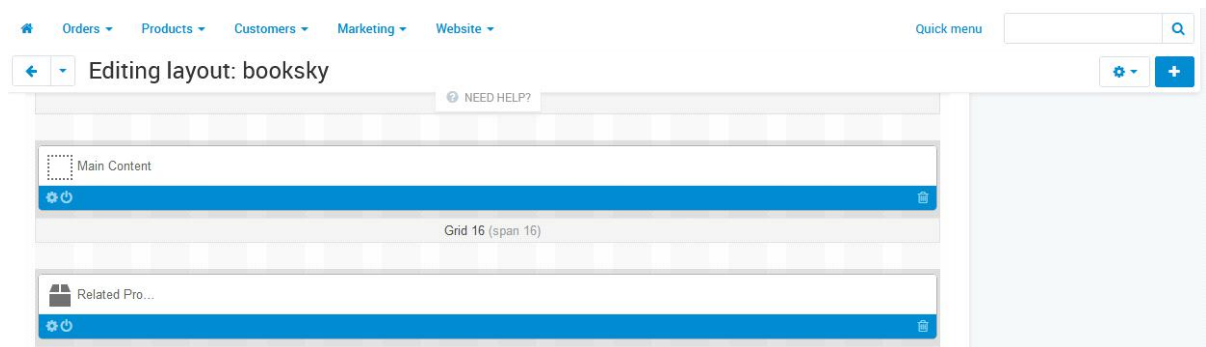 Orders Products Customers Marketing Website Quick menu
Editing layout: booksky
NEED HELP?
Main Content
Grid 16 (span 16)
Related Pro...